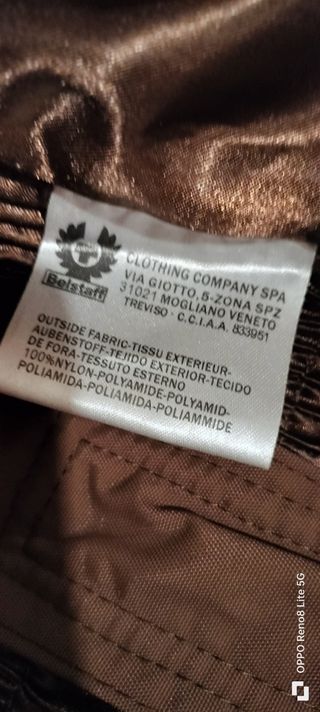 Belstaff
CLOTHING COMPANY SPA
VIA GIOTTO,5-ZONA SPZ
31021 MOGLIANO VENETO
TREVISO · C.C.I.A.A. 833951
OUTSIDE FABRIC-TISSU EXTERIEUR-
AUBENSTOFF-TEJIDO EXTERIOR-TECIDO
DE FORA-TESSUTO ESTERNO
100%NYLON-POLYAMIDE-POLYAMID-
POLIAMIDA-POLIAMIDA-POLIAMMIDE
OPPO Reno8 Lite 5G